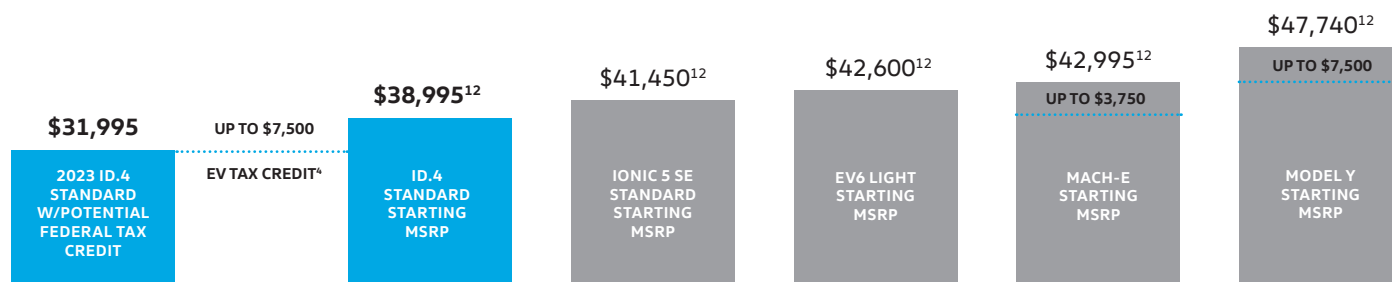 $31,995
2023 ID.4
STANDARD
W/POTENTIAL
FEDERAL TAX
CREDIT
UP TO $7,500
EV TAX CREDIT⁴
$38,995¹²
ID.4
STANDARD
STARTING
MSRP
$41,450¹²
IONIC 5 SE
STANDARD
STARTING
MSRP
$42,600¹²
EV6 LIGHT
STARTING
MSRP
$42,995¹²
UP TO $3,750
MACH-E
STARTING
MSRP
$47,740¹²
UP TO $7,500
MODEL Y
STARTING
MSRP